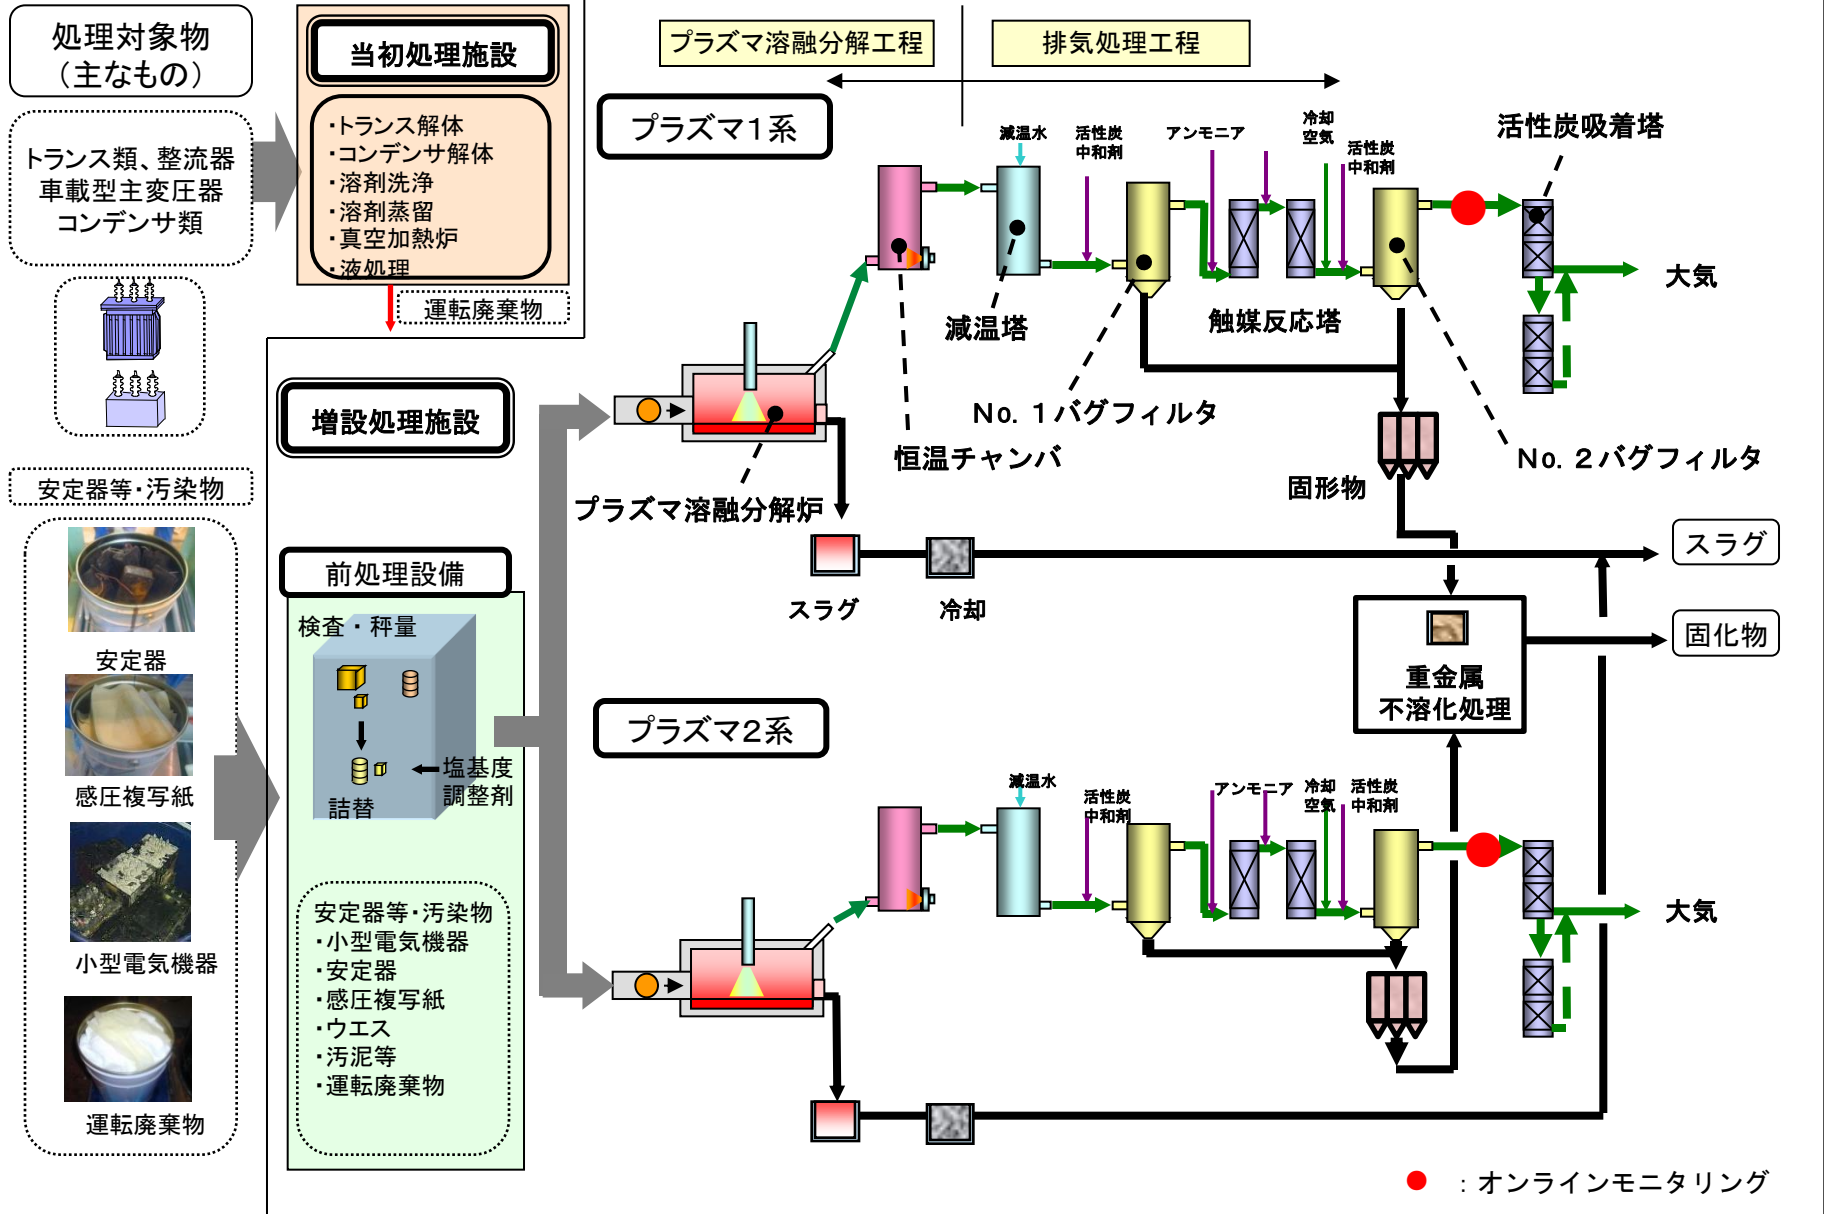 処理対象物
（主なもの）
トランス類、整流器
車載型主変圧器
コンデンサ類
安定器等・汚染物
安定器
感圧複写紙
小型電気機器
運転廃棄物
当初処理施設
・トランス解体
・コンデンサ解体
・溶剤洗浄
・溶剤蒸留
・真空加熱炉
・液処理
運転廃棄物
増設処理施設
前処理設備
検査・秤量
塩基度
調整剤
詰替
安定器等・汚染物
・小型電気機器
・安定器
・感圧複写紙
・ウエス
・汚泥等
・運転廃棄物
プラズマ溶融分解工程
排気処理工程
プラズマ１系
減温水
活性炭
中和剤
アンモニア
冷却
空気
活性炭
中和剤
活性炭吸着塔
大気
減温塔
触媒反応塔
No. １バグフィルタ
恒温チャンバ
No. ２バグフィルタ
プラズマ溶融分解炉
固形物
スラグ
冷却
スラグ
固化物
重金属
不溶化処理
プラズマ２系
減温水
活性炭
中和剤
アンモニア
冷却
空気
活性炭
中和剤
大気
：オンラインモニタリング